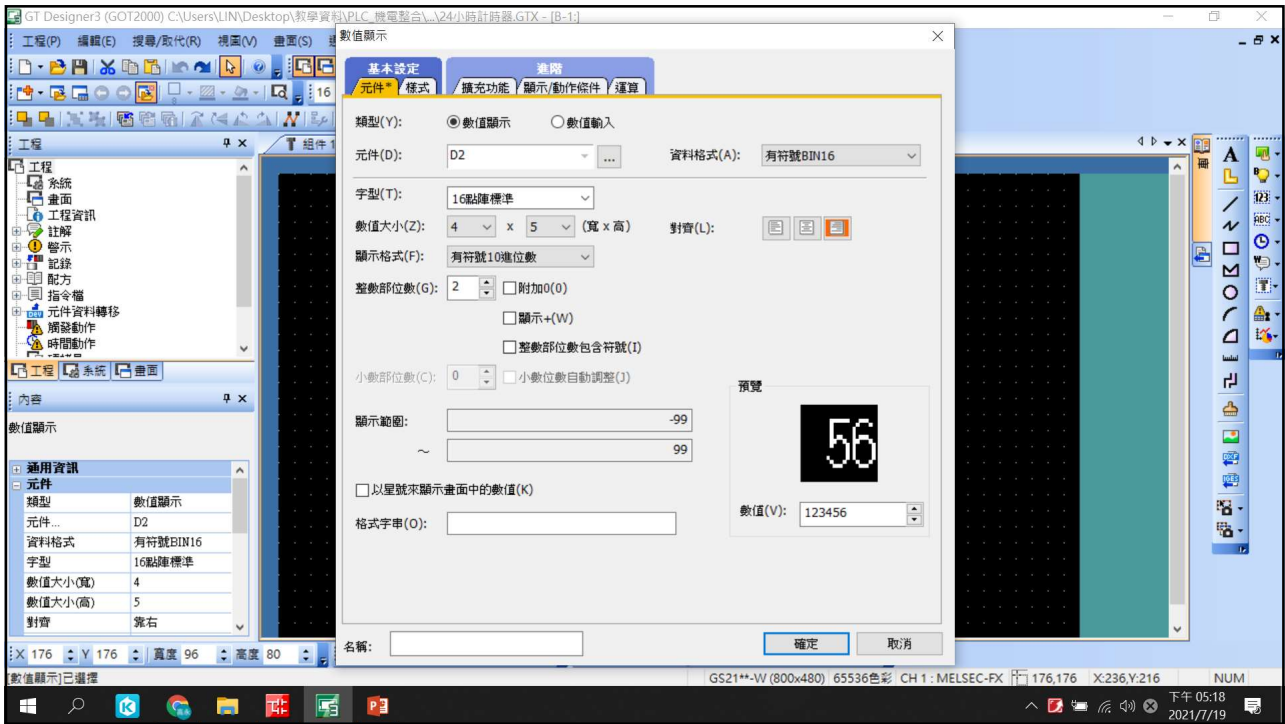 GT Designer3 (GOT2000) C:\Users\LIN\Desktop\教學資料\PLC_機電整合\...\24小時計時器.GTX - [B-1:]
工程(P) 編輯(E) 搜尋/取代(R) 視圖(V) 畫面(S)
16
工程
組件 1
工程
系統
畫面
工程資訊
註解
警示
記錄
配方
指令檔
元件資料轉移
觸發動作
時間動作
工程 系統 畫面
內容
數值顯示
通用資訊
元件
類型 數值顯示
元件... D2
資料格式 有符號BIN16
字型 16點陣標準
數值大小(寬) 4
數值大小(高) 5
對齊 靠右
數值顯示
基本設定 進階
元件* 樣式 擴充功能 顯示/動作條件 運算
類型(Y): 數值顯示 數值輸入
元件(D): D2 ... 資料格式(A): 有符號BIN16
字型(T): 16點陣標準
數值大小(Z): 4 x 5 (寬 x 高) 對齊(L):
顯示格式(F): 有符號10進位數
整數部位數(G): 2 附加0(0)
顯示+(W)
整數部位數包含符號(I)
小數部位數(C): 0 小數位數自動調整(J)
預覽
56
顯示範圍: -99
～ 99
以星號來顯示畫面中的數值(K)
數值(V): 123456
格式字串(O):
名稱: 確定 取消
X 176 Y 176 寬度 96 高度 80
[數值顯示]已選擇 GS21**-W (800x480) 65536色彩 CH 1 : MELSEC-FX 176,176 X:236,Y:216 NUM
下午 05:18
2021/7/19